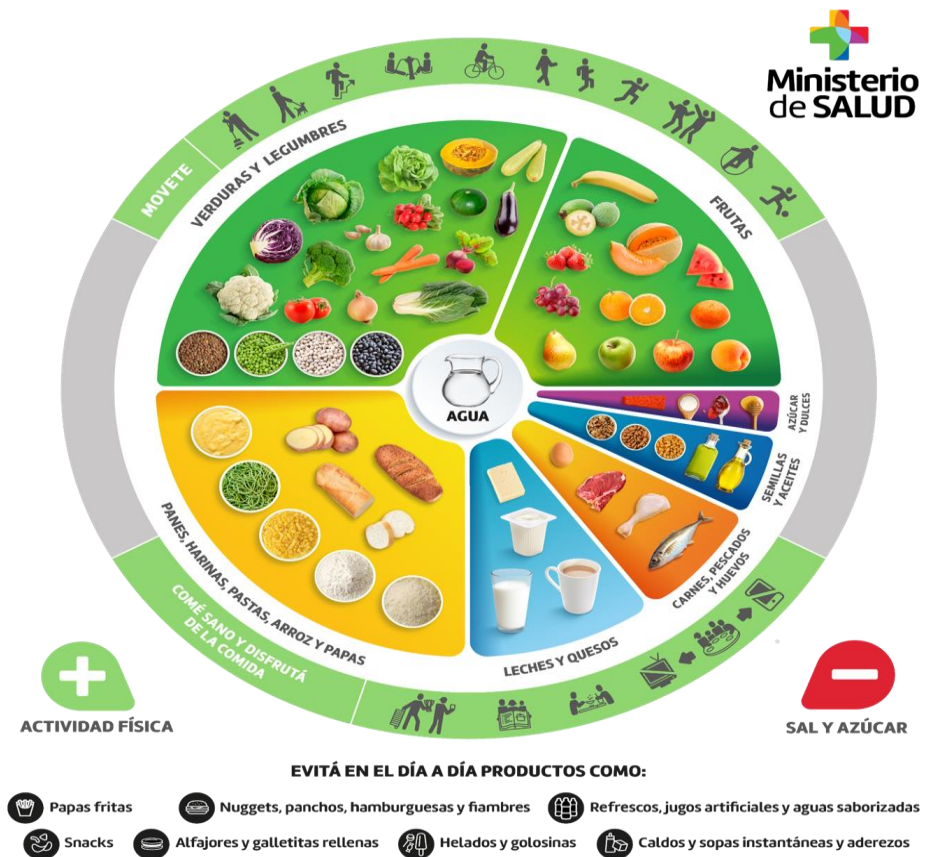 Ministerio
de SALUD
MOVETE
VERDURAS Y LEGUMBRES
FRUTAS
AGUA
AZÚCAR
Y DULCES
SEMILLAS
Y ACEITES
CARNES, PESCADOS
Y HUEVOS
LECHES Y QUESOS
PANES, HARINAS, PASTAS, ARROZ Y PAPAS
COMÉ SANO Y DISFRUTÁ
DE LA COMIDA
ACTIVIDAD FÍSICA
SAL Y AZÚCAR
EVITÁ EN EL DÍA A DÍA PRODUCTOS COMO:
Papas fritas
Nuggets, panchos, hamburguesas y fiambres
Refrescos, jugos artificiales y aguas saborizadas
Snacks
Alfajores y galletitas rellenas
Helados y golosinas
Caldos y sopas instantáneas y aderezos